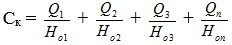 Cк = Q1/Ho1 + Q2/Ho2 + Q3/Ho3 + Qn/Hon